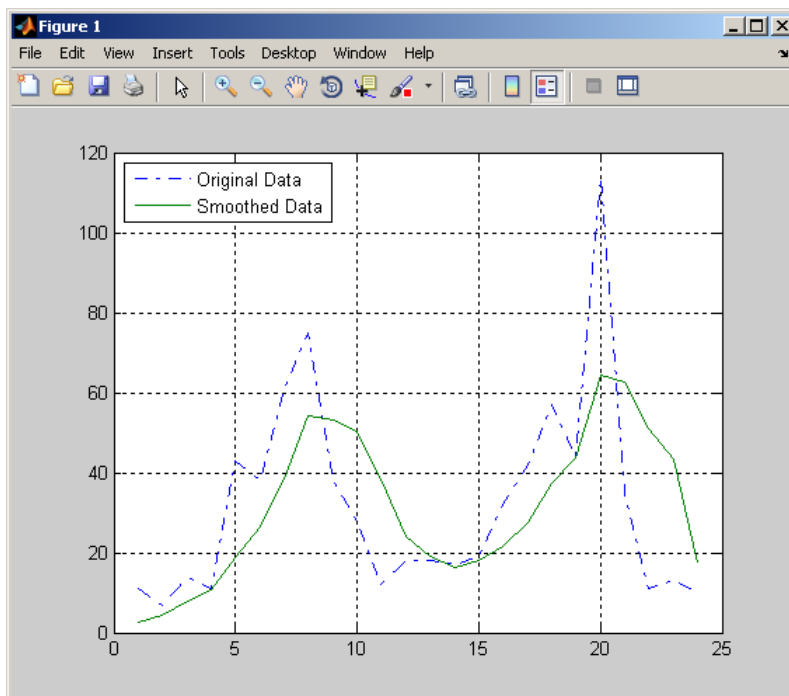 Figure 1
File Edit View Insert Tools Desktop Window Help
120
100
80
60
40
20
0
Original Data
Smoothed Data
0 5 10 15 20 25